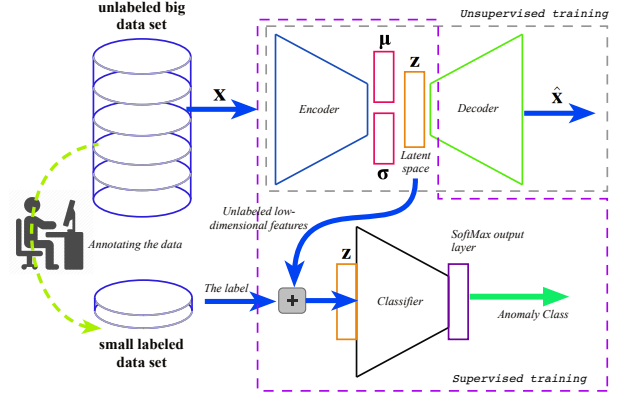 unlabeled big
data set
Unsupervised training
μ
z
x
Encoder
Decoder
x̂
σ
Latent
space
Unlabeled low-
dimensional features
Annotating the data
SoftMax output
layer
z
The label
+
Classifier
Anomaly Class
small labeled
data set
Supervised training